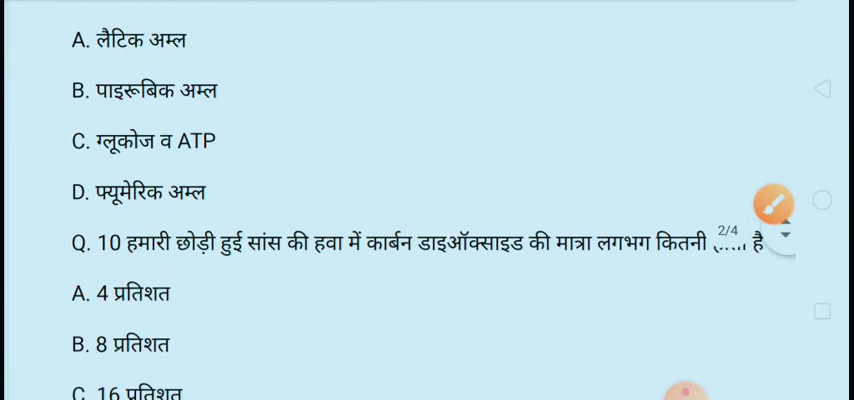 A. लैटिक अम्ल
B. पाइरूबिक अम्ल
C. ग्लूकोज व ATP
D. फ्यूमेरिक अम्ल
Q. 10 हमारी छोड़ी हुई सांस की हवा में कार्बन डाइऑक्साइड की मात्रा लगभग कितनी है
2/4
A. 4 प्रतिशत
B. 8 प्रतिशत
C. 16 प्रतिशत